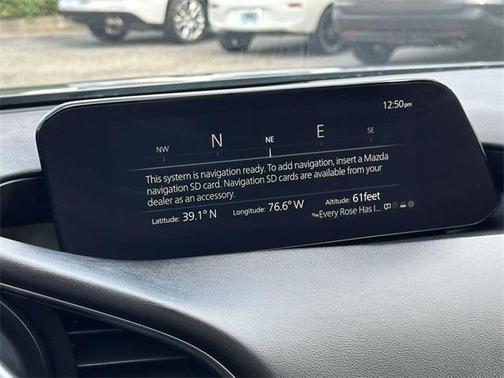 12:50pm
NW N NE E SE
This system is navigation ready. To add navigation, insert a Mazda
navigation SD card. Navigation SD cards are available from your
dealer as an accessory.
Latitude: 39.1° N Longitude: 76.6° W Altitude: 61feet
Every Rose Has I...